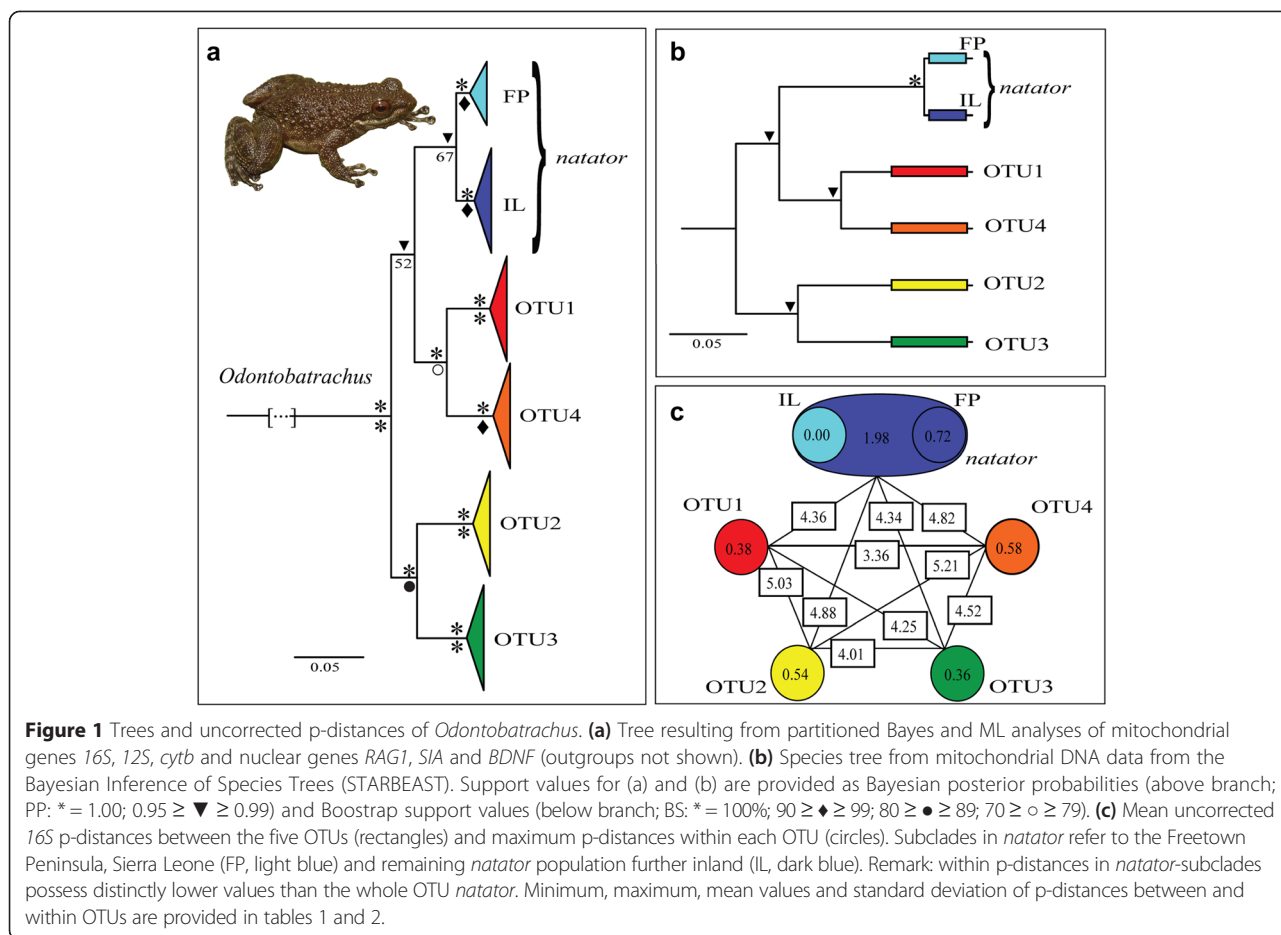 a
FP
*
♦
▼
67
natator
*
♦
IL
▼
52
*
*
OTU1
*
○
Odontobatrachus
*
♦
OTU4
[...]
*
*
*
*
OTU2
*
●
*
*
OTU3
0.05
b
FP
*
natator
IL
▼
OTU1
▼
OTU4
OTU2
▼
OTU3
0.05
c
IL
FP
0.00
1.98
0.72
natator
OTU1
OTU4
4.36
4.34
4.82
0.38
3.36
0.58
5.03
5.21
4.88
4.25
4.52
4.01
0.54
0.36
OTU2
OTU3
Figure 1 Trees and uncorrected p-distances of Odontobatrachus. (a) Tree resulting from partitioned Bayes and ML analyses of mitochondrial
genes 16S, 12S, cytb and nuclear genes RAG1, SIA and BDNF (outgroups not shown). (b) Species tree from mitochondrial DNA data from the
Bayesian Inference of Species Trees (STARBEAST). Support values for (a) and (b) are provided as Bayesian posterior probabilities (above branch;
PP: * = 1.00; 0.95 ≥ ▼ ≥ 0.99) and Boostrap support values (below branch; BS: * = 100%; 90 ≥ ♦ ≥ 99; 80 ≥ ● ≥ 89; 70 ≥ ○ ≥ 79). (c) Mean uncorrected
16S p-distances between the five OTUs (rectangles) and maximum p-distances within each OTU (circles). Subclades in natator refer to the Freetown
Peninsula, Sierra Leone (FP, light blue) and remaining natator population further inland (IL, dark blue). Remark: within p-distances in natator-subclades
possess distinctly lower values than the whole OTU natator. Minimum, maximum, mean values and standard deviation of p-distances between and
within OTUs are provided in tables 1 and 2.